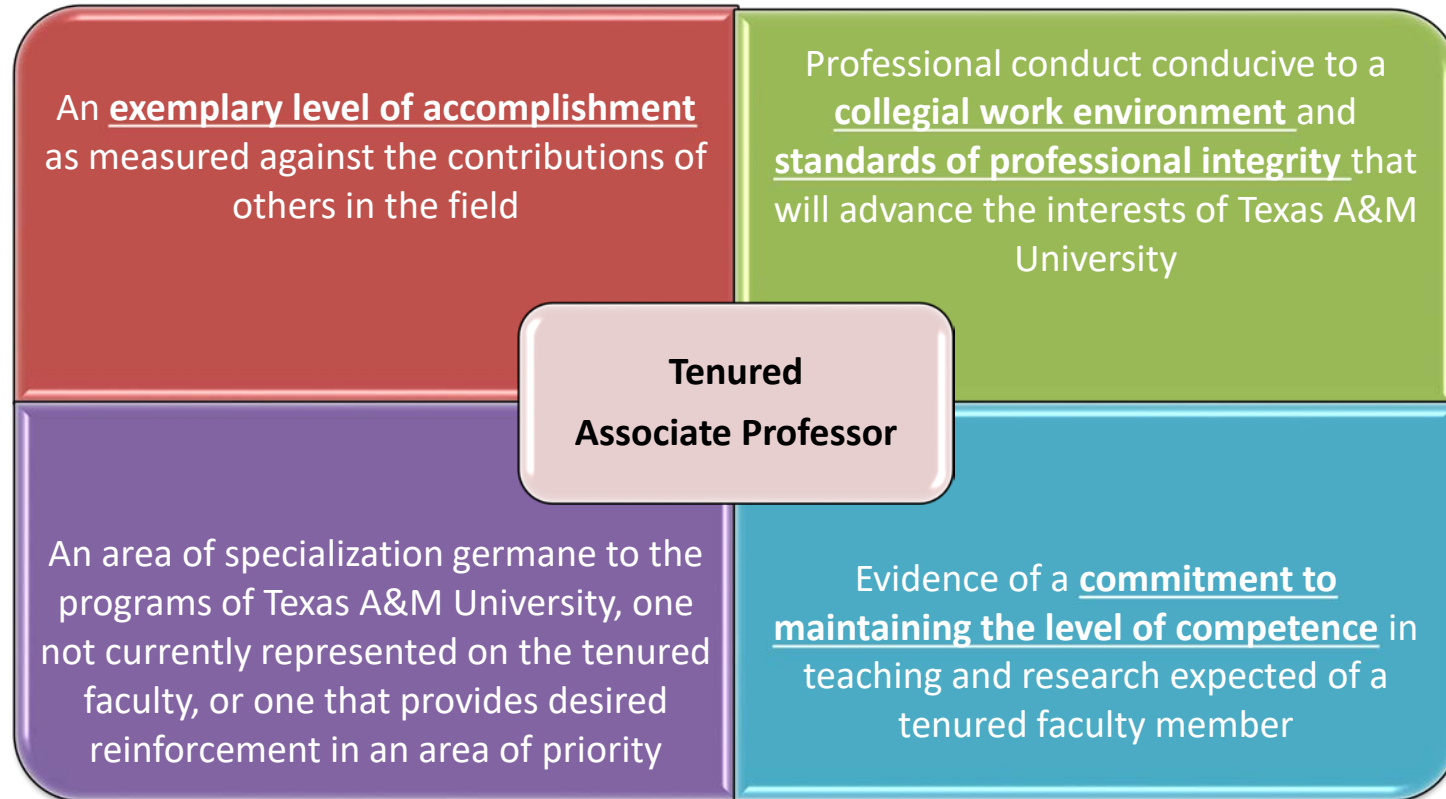 An exemplary level of accomplishment
as measured against the contributions of
others in the field
Professional conduct conducive to a
collegial work environment and
standards of professional integrity that
will advance the interests of Texas A&M
University
Tenured
Associate Professor
An area of specialization germane to the
programs of Texas A&M University, one
not currently represented on the tenured
faculty, or one that provides desired
reinforcement in an area of priority
Evidence of a commitment to
maintaining the level of competence in
teaching and research expected of a
tenured faculty member